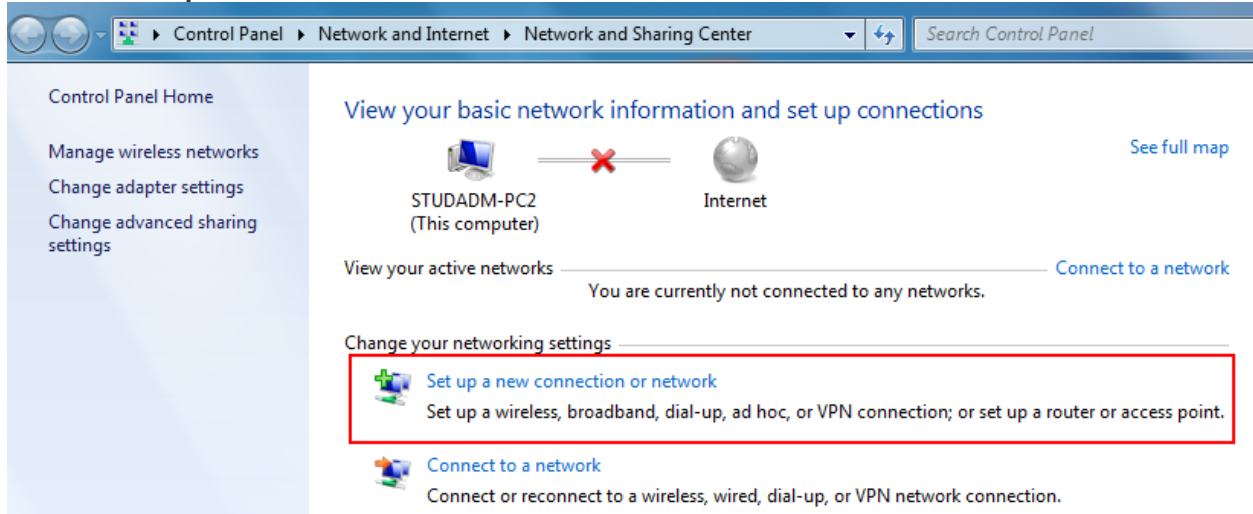 Control Panel ▸ Network and Internet ▸ Network and Sharing Center
Search Control Panel
Control Panel Home
Manage wireless networks
Change adapter settings
Change advanced sharing
settings
View your basic network information and set up connections
See full map
STUDADM-PC2
(This computer)
Internet
View your active networks
Connect to a network
You are currently not connected to any networks.
Change your networking settings
Set up a new connection or network
Set up a wireless, broadband, dial-up, ad hoc, or VPN connection; or set up a router or access point.
Connect to a network
Connect or reconnect to a wireless, wired, dial-up, or VPN network connection.